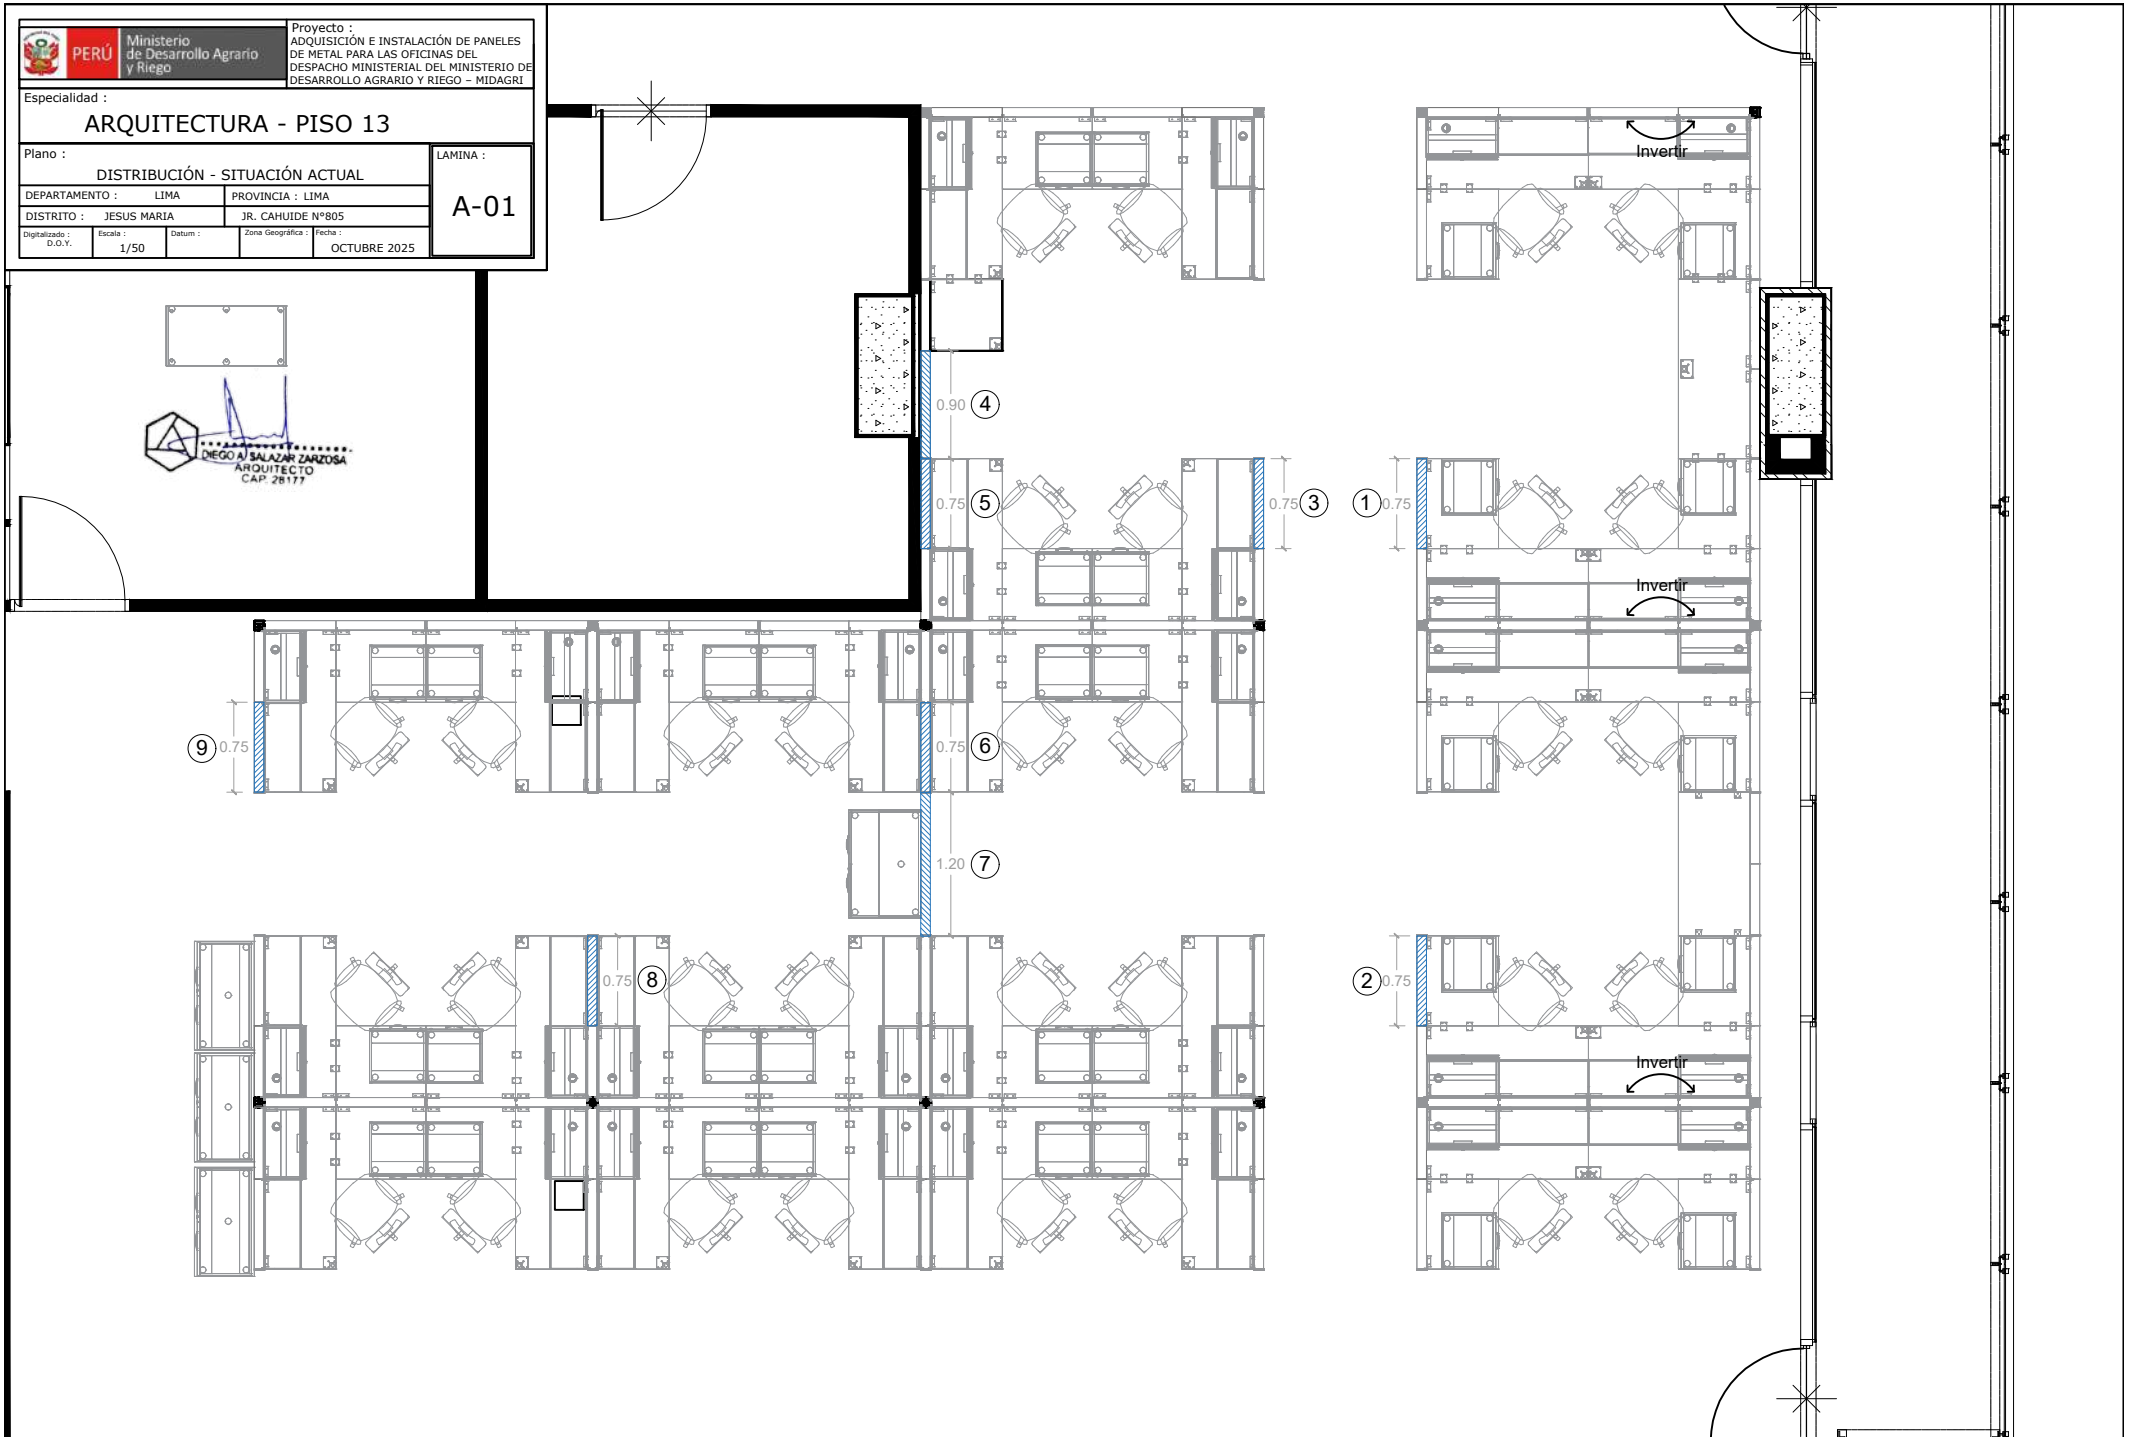 PERÚ
Ministerio
de Desarrollo Agrario
y Riego
Proyecto :
ADQUISICIÓN E INSTALACIÓN DE PANELES
DE METAL PARA LAS OFICINAS DEL
DESPACHO MINISTERIAL DEL MINISTERIO DE
DESARROLLO AGRARIO Y RIEGO – MIDAGRI
Especialidad :
ARQUITECTURA - PISO 13
Plano :
DISTRIBUCIÓN - SITUACIÓN ACTUAL
LAMINA :
A-01
DEPARTAMENTO : LIMA
PROVINCIA : LIMA
DISTRITO : JESUS MARIA
JR. CAHUIDE N°805
Digitalizado :
D.O.Y.
Escala :
1/50
Datum :
Zona Geográfica :
Fecha :
OCTUBRE 2025
Invertir
DIEGO A. SALAZAR ZARZOSA
ARQUITECTO
CAP. 28177
0.90 4
0.75 5
0.75 3
1 0.75
Invertir
9 0.75
0.75 6
1.20 7
0.75 8
2 0.75
Invertir